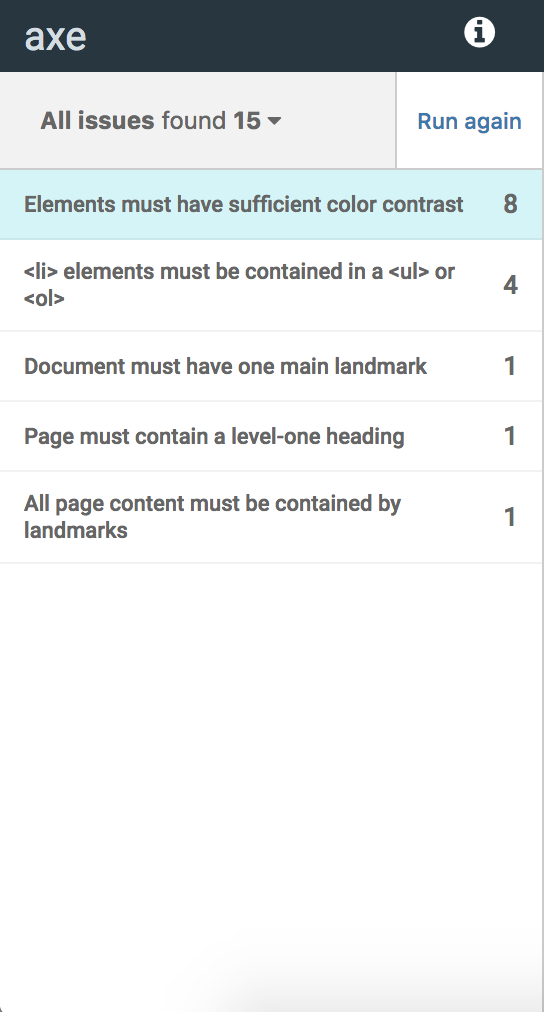 axe
All issues found 15
Run again
Elements must have sufficient color contrast 8
<li> elements must be contained in a <ul> or
<ol>
4
Document must have one main landmark 1
Page must contain a level-one heading 1
All page content must be contained by
landmarks
1